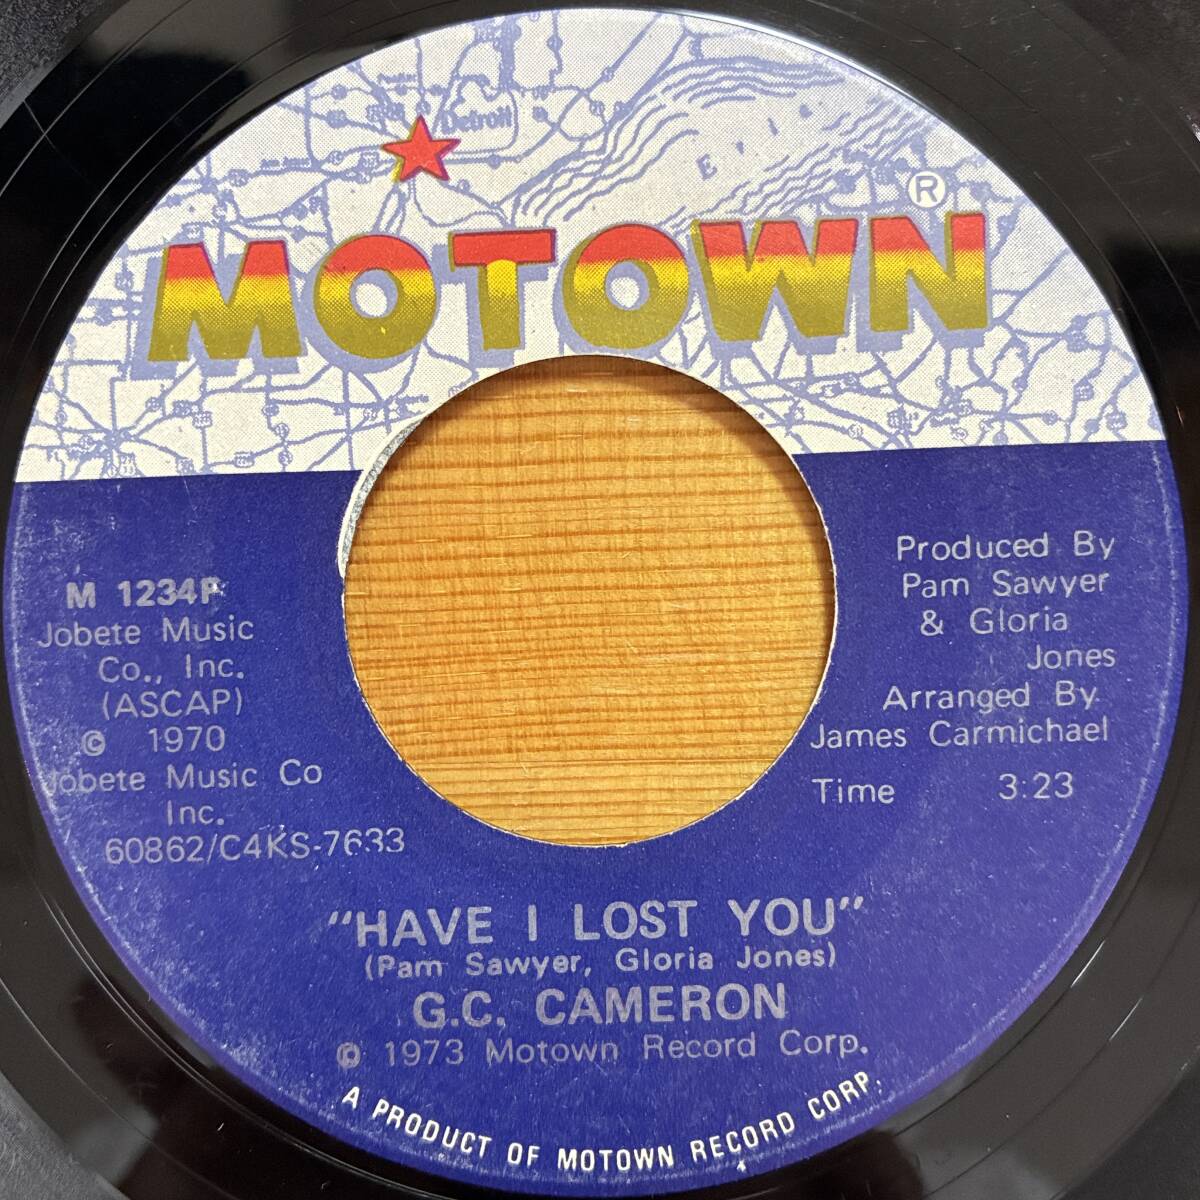 Detroit
Erie
MOTOWN®
M 1234F
Jobete Music
Co., Inc.
(ASCAP)
© 1970
Jobete Music Co
Inc.
60862/C4KS-7633
Produced By
Pam Sawyer
& Gloria
Jones
Arranged By
James Carmichael
Time 3:23
"HAVE I LOST YOU"
(Pam Sawyer, Gloria Jones)
G.C. CAMERON
℗ 1973 Motown Record Corp.
A PRODUCT OF MOTOWN RECORD CORP.